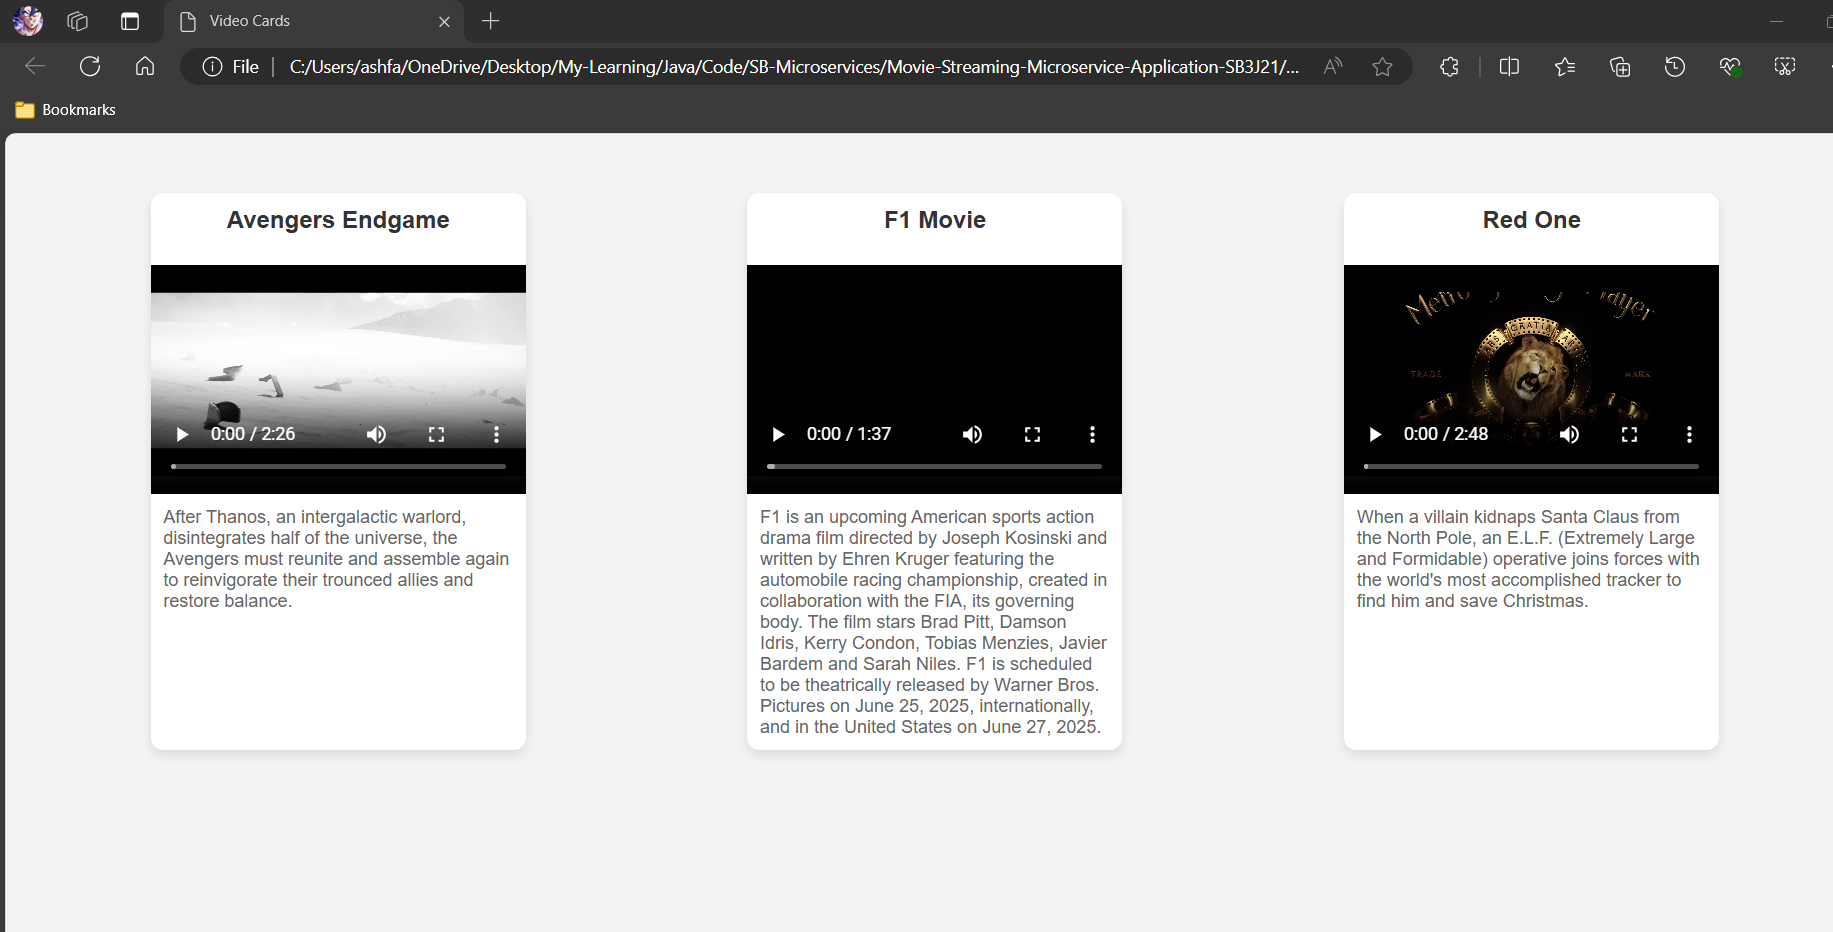 Video Cards
File
C:/Users/ashfa/OneDrive/Desktop/My-Learning/Java/Code/SB-Microservices/Movie-Streaming-Microservice-Application-SB3J21/...
Bookmarks
Avengers Endgame
0:00 / 2:26
After Thanos, an intergalactic warlord,
disintegrates half of the universe, the
Avengers must reunite and assemble again
to reinvigorate their trounced allies and
restore balance.
F1 Movie
0:00 / 1:37
F1 is an upcoming American sports action
drama film directed by Joseph Kosinski and
written by Ehren Kruger featuring the
automobile racing championship, created in
collaboration with the FIA, its governing
body. The film stars Brad Pitt, Damson
Idris, Kerry Condon, Tobias Menzies, Javier
Bardem and Sarah Niles. F1 is scheduled
to be theatrically released by Warner Bros.
Pictures on June 25, 2025, internationally,
and in the United States on June 27, 2025.
Red One
GRATIA
TRADE MARK
0:00 / 2:48
When a villain kidnaps Santa Claus from
the North Pole, an E.L.F. (Extremely Large
and Formidable) operative joins forces with
the world's most accomplished tracker to
find him and save Christmas.